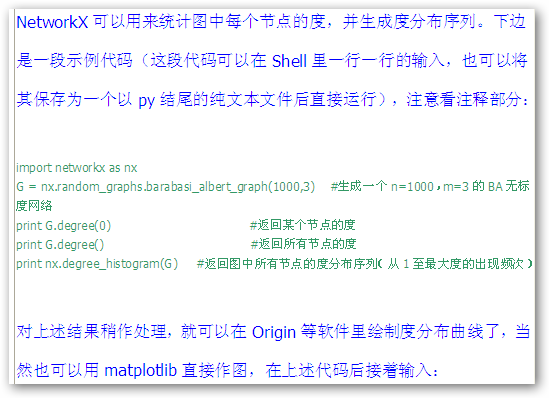 NetworkX 可以用来统计图中每个节点的度，并生成度分布序列。下边
是一段示例代码（这段代码可以在 Shell 里一行一行的输入，也可以将
其保存为一个以 py 结尾的纯文本文件后直接运行），注意看注释部分：
import networkx as nx
G = nx.random_graphs.barabasi_albert_graph(1000,3) #生成一个 n=1000，m=3 的 BA 无标
度网络
print G.degree(0) #返回某个节点的度
print G.degree() #返回所有节点的度
print nx.degree_histogram(G) #返回图中所有节点的度分布序列（从 1 至最大度的出现频次）
对上述结果稍作处理，就可以在 Origin 等软件里绘制度分布曲线了，当
然也可以用 matplotlib 直接作图，在上述代码后接着输入：